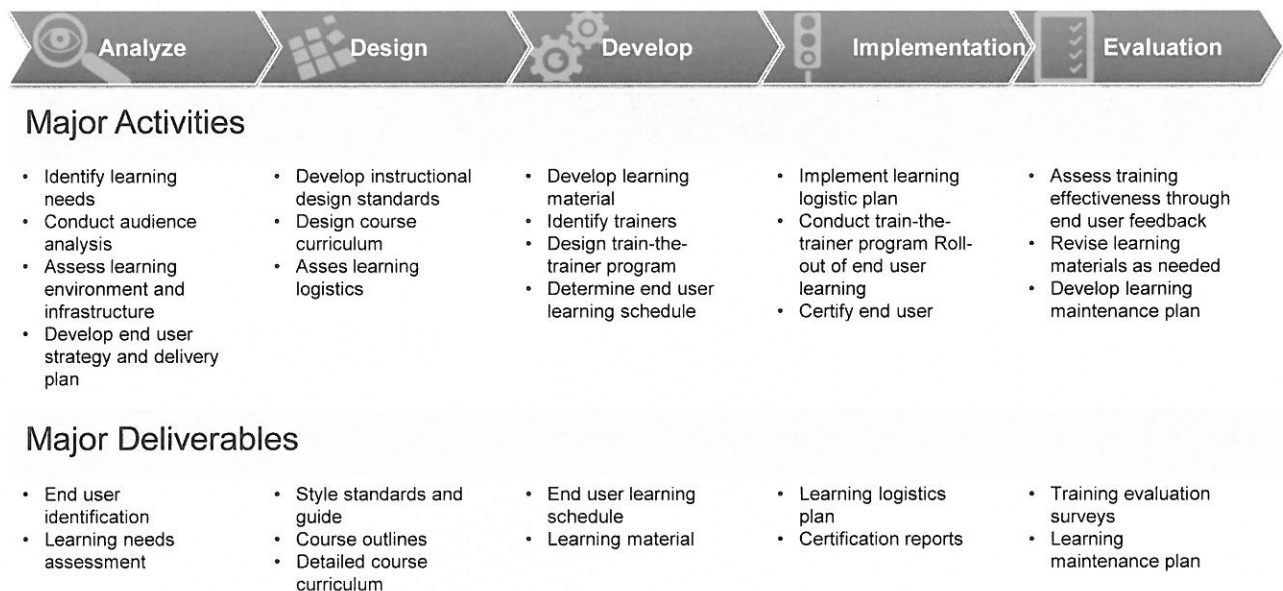 Analyze
Design
Develop
Implementation
Evaluation
Major Activities
• Identify learning
needs
• Conduct audience
analysis
• Assess learning
environment and
infrastructure
• Develop end user
strategy and delivery
plan
• Develop instructional
design standards
• Design course
curriculum
• Asses learning
logistics
• Develop learning
material
• Identify trainers
• Design train-the-
trainer program
• Determine end user
learning schedule
• Implement learning
logistic plan
• Conduct train-the-
trainer program Roll-
out of end user
learning
• Certify end user
• Assess training
effectiveness through
end user feedback
• Revise learning
materials as needed
• Develop learning
maintenance plan
Major Deliverables
• End user
identification
• Learning needs
assessment
• Style standards and
guide
• Course outlines
• Detailed course
curriculum
• End user learning
schedule
• Learning material
• Learning logistics
plan
• Certification reports
• Training evaluation
surveys
• Learning
maintenance plan